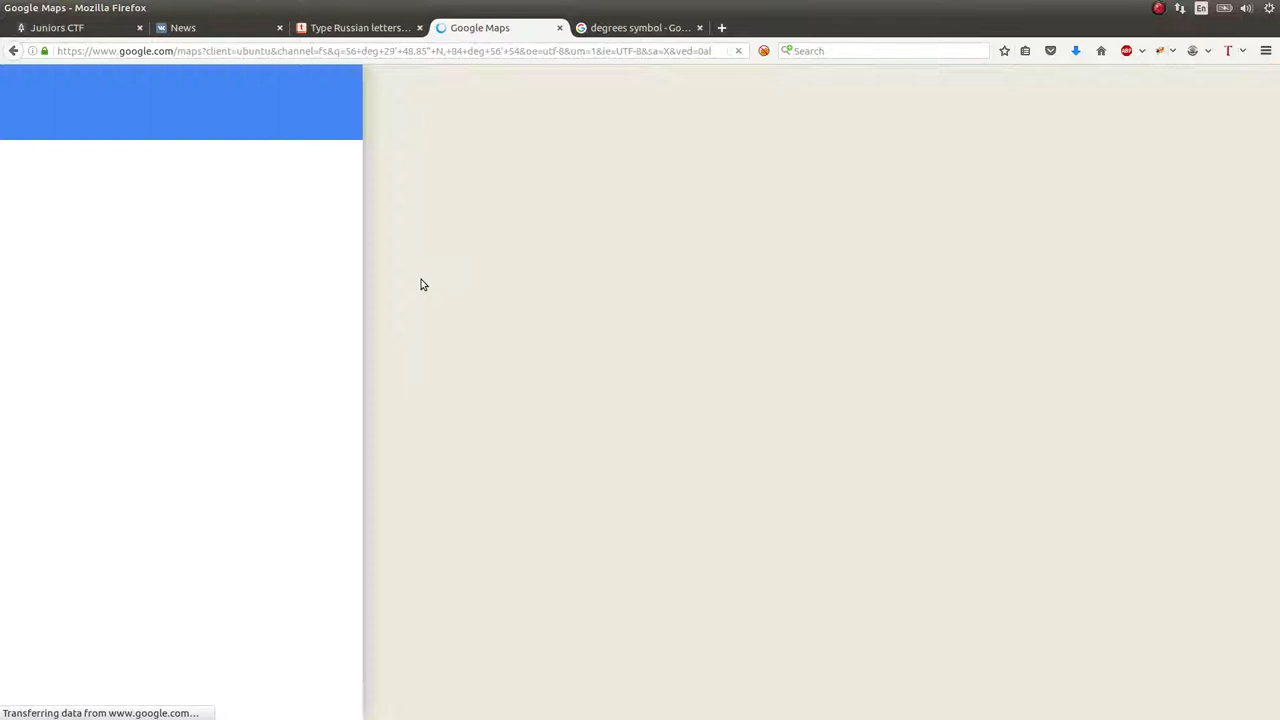 Google Maps - Mozilla Firefox
En
Juniors CTF
News
Type Russian letters...
Google Maps
degrees symbol - Go...
https://www.google.com/maps?client=ubuntu&channel=fs&q=56+deg+29'+48,85"+N,+84+deg+56'+54&oe=utf-8&um=1&ie=UTF-8&sa=X&ved=0al
Search
ABP
T
Transferring data from www.google.com...